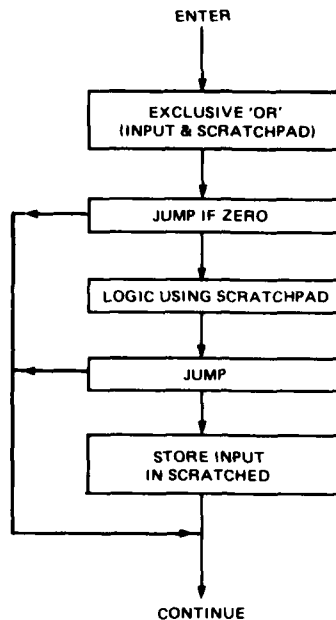 ENTER
EXCLUSIVE 'OR'
(INPUT & SCRATCHPAD)
JUMP IF ZERO
LOGIC USING SCRATCHPAD
JUMP
STORE INPUT
IN SCRATCHED
CONTINUE